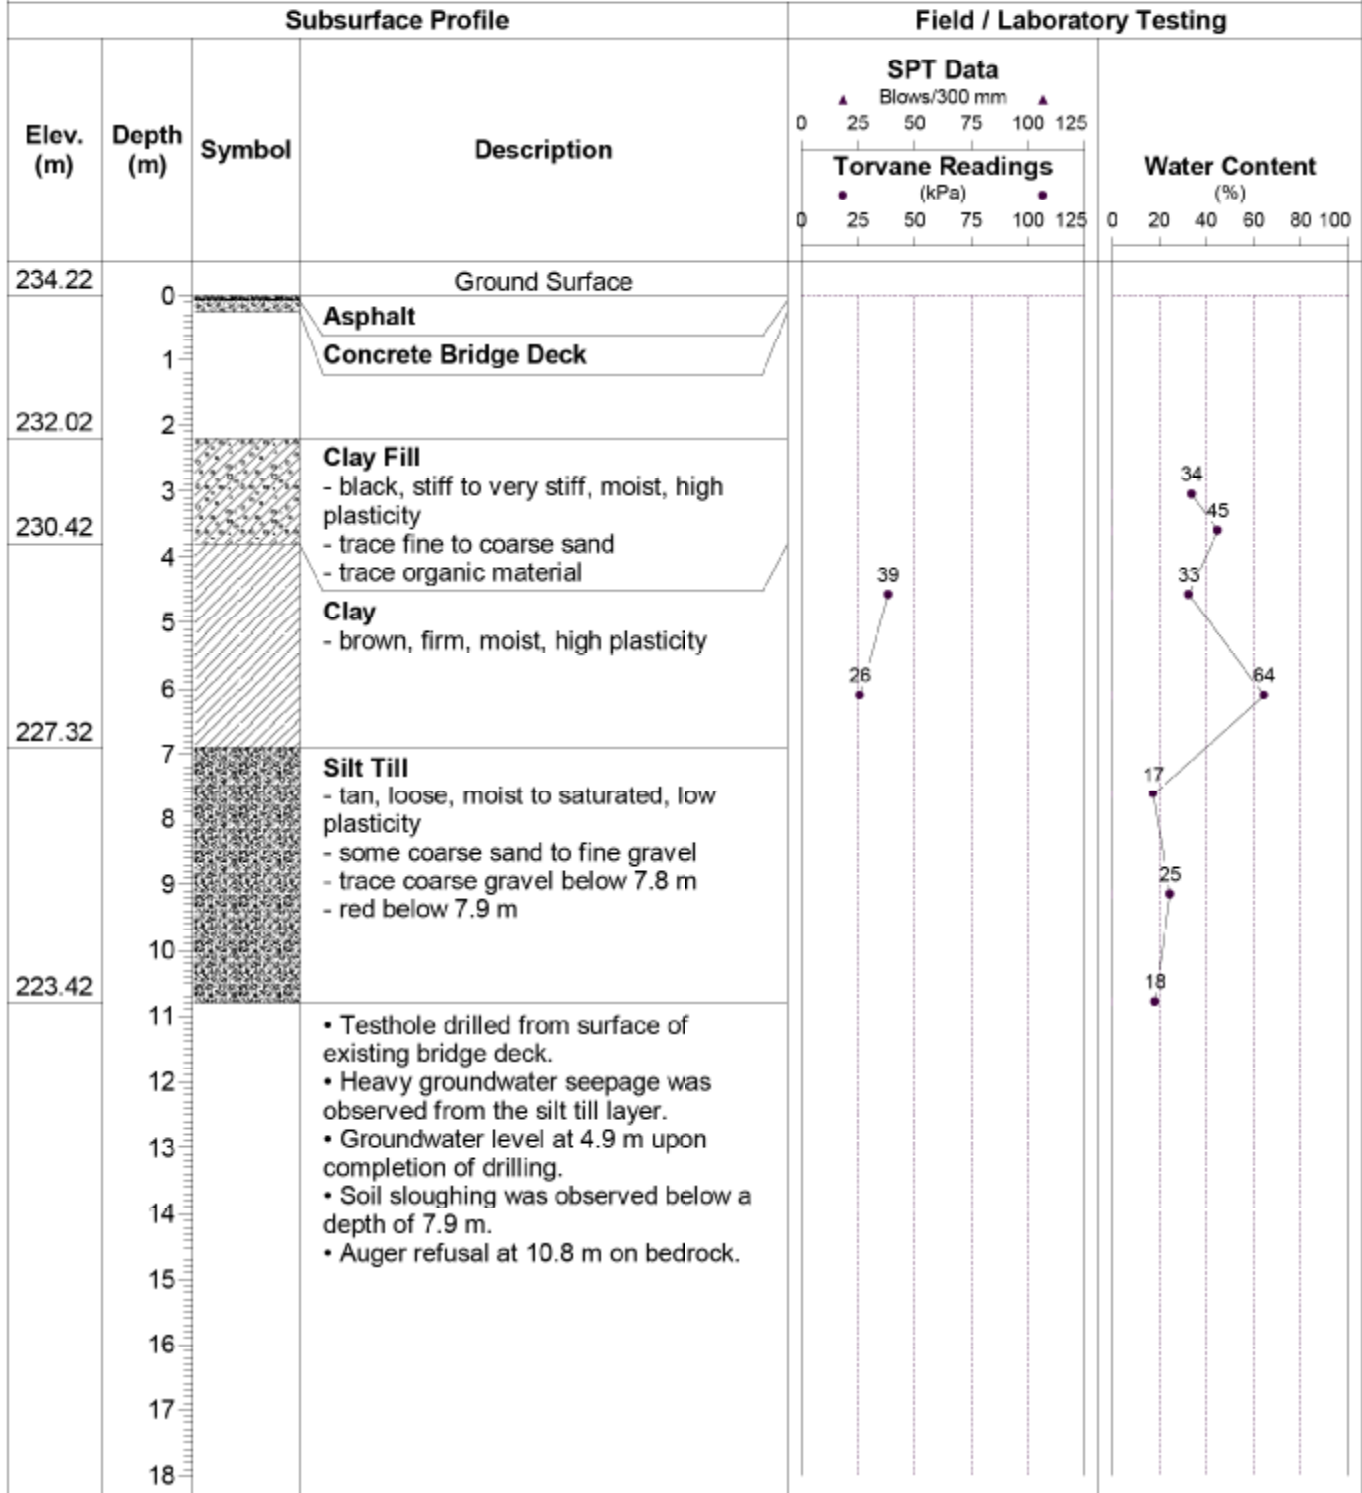 Subsurface Profile
Field / Laboratory Testing
Elev.
(m)
Depth
(m)
Symbol
Description
SPT Data
▲ Blows/300 mm ▲
0 25 50 75 100 125
Torvane Readings
● (kPa) ●
0 25 50 75 100 125
Water Content
(%)
0 20 40 60 80 100
234.22
Ground Surface
0
Asphalt
Concrete Bridge Deck
1
232.02
2
Clay Fill
- black, stiff to very stiff, moist, high
plasticity
- trace fine to coarse sand
- trace organic material
3
34
45
230.42
4
39
33
Clay
- brown, firm, moist, high plasticity
5
6
26
64
227.32
7
Silt Till
- tan, loose, moist to saturated, low
plasticity
- some coarse sand to fine gravel
- trace coarse gravel below 7.8 m
- red below 7.9 m
17
8
9
25
10
223.42
18
11
• Testhole drilled from surface of
existing bridge deck.
• Heavy groundwater seepage was
observed from the silt till layer.
• Groundwater level at 4.9 m upon
completion of drilling.
• Soil sloughing was observed below a
depth of 7.9 m.
• Auger refusal at 10.8 m on bedrock.
12
13
14
15
16
17
18